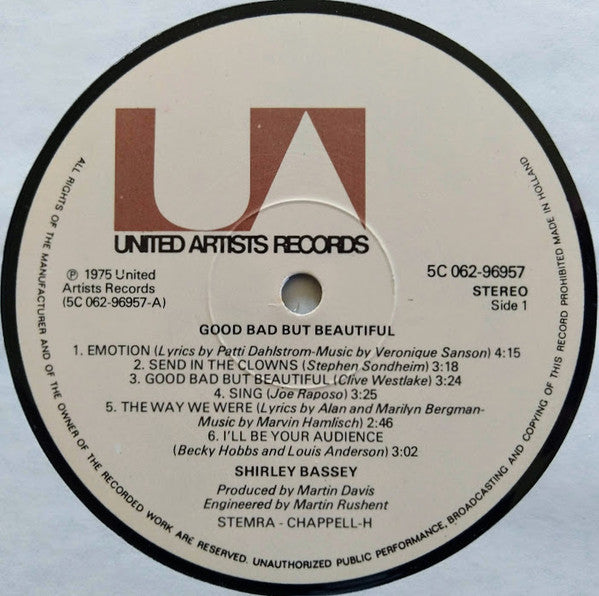 UA
UNITED ARTISTS RECORDS
℗ 1975 United
Artists Records
(5C 062-96957-A)
5C 062-96957
STEREO
Side 1
GOOD BAD BUT BEAUTIFUL
1. EMOTION (Lyrics by Patti Dahlstrom-Music by Veronique Sanson) 4:15
2. SEND IN THE CLOWNS (Stephen Sondheim) 3:18
3. GOOD BAD BUT BEAUTIFUL (Clive Westlake) 3:24
4. SING (Joe Raposo) 3:25
5. THE WAY WE WERE (Lyrics by Alan and Marilyn Bergman-
Music by Marvin Hamlisch) 2:46
6. I'LL BE YOUR AUDIENCE
(Becky Hobbs and Louis Anderson) 3:02
SHIRLEY BASSEY
Produced by Martin Davis
Engineered by Martin Rushent
STEMRA - CHAPPELL-H
ALL RIGHTS OF THE MANUFACTURER AND OF THE OWNER OF THE RECORDED WORK ARE RESERVED. UNAUTHORIZED PUBLIC PERFORMANCE, BROADCASTING AND COPYING OF THIS RECORD PROHIBITED MADE IN HOLLAND